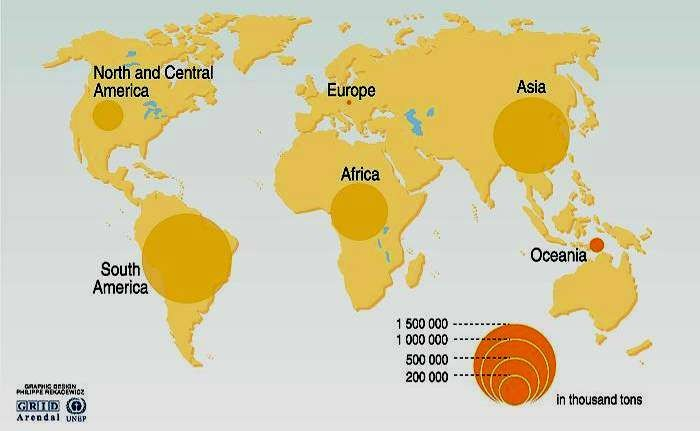 North and Central
America
Europe
Asia
Africa
South
America
Oceania
1 500 000
1 000 000
500 000
200 000
in thousand tons
GRAPHIC DESIGN
PHILIPPE REKACEWICZ
GRID
Arendal
UNEP